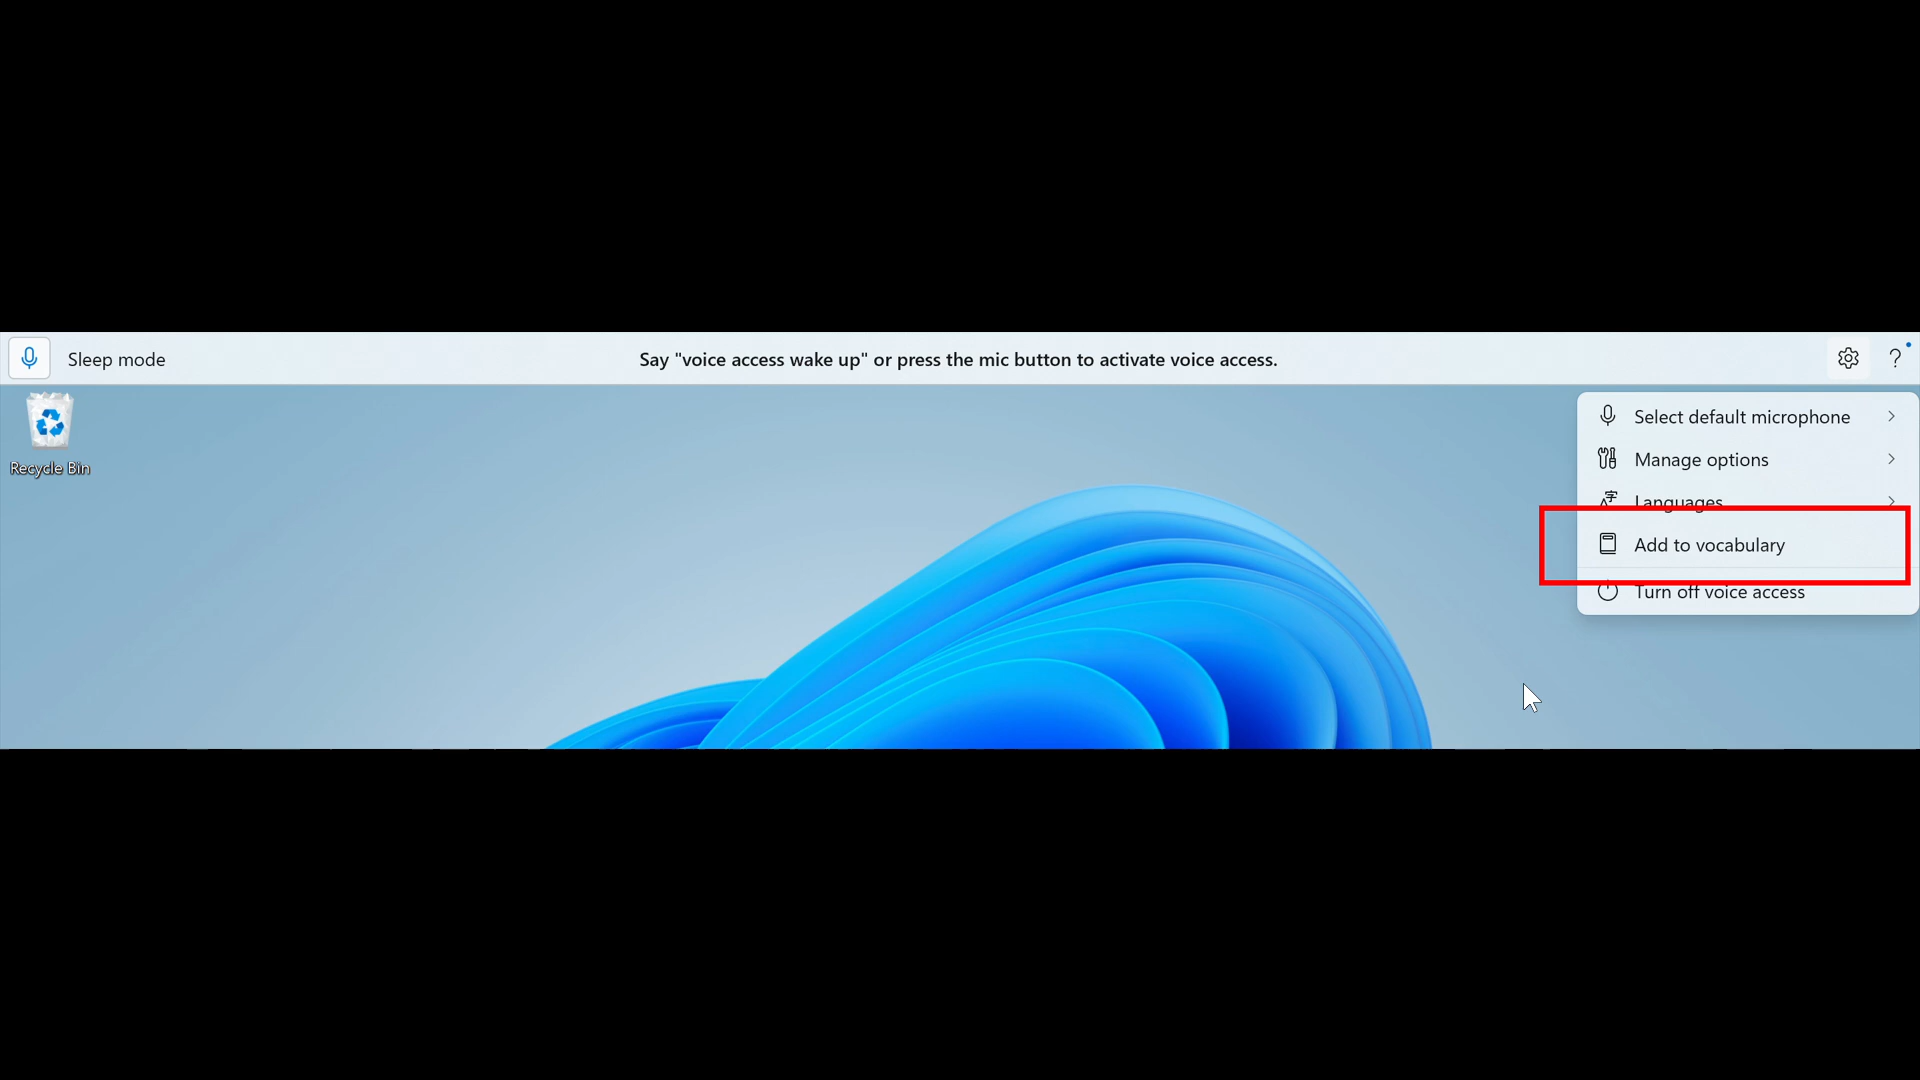 Sleep mode
Say "voice access wake up" or press the mic button to activate voice access.
?
Recycle Bin
Select default microphone
Manage options
Languages
Add to vocabulary
Turn off voice access